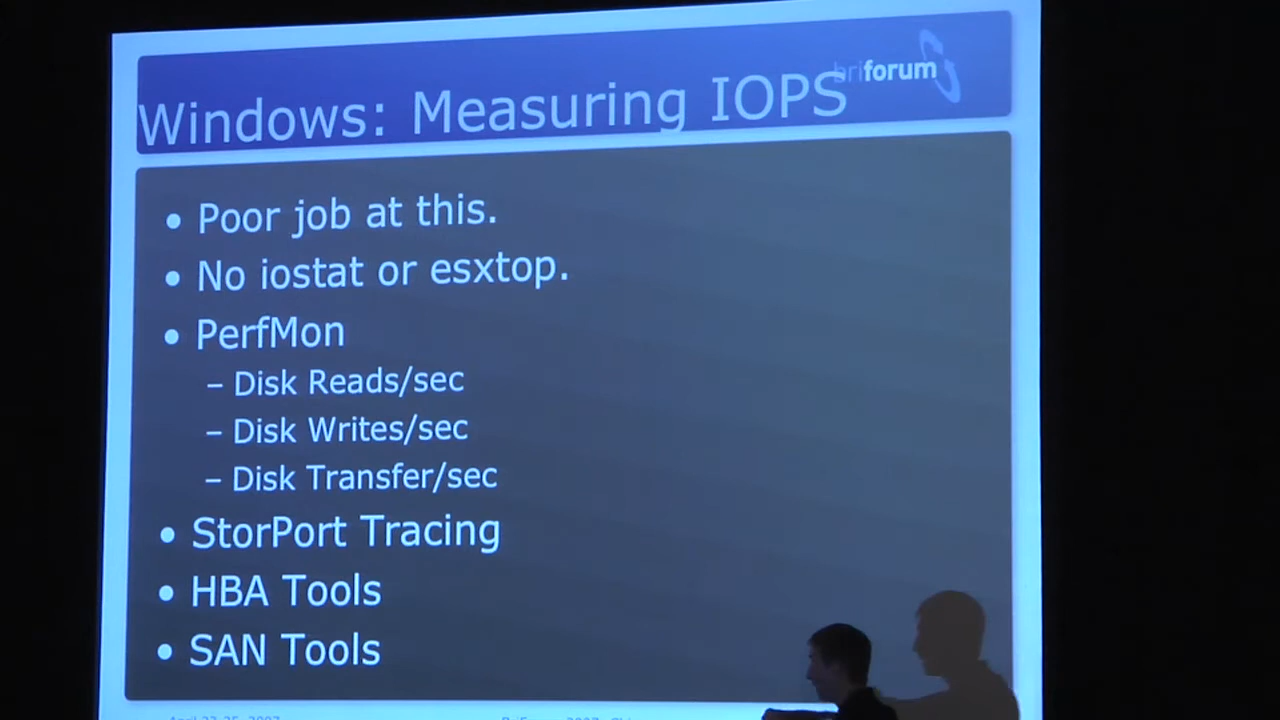 briforum
Windows: Measuring IOPS
• Poor job at this.
• No iostat or esxtop.
• PerfMon
– Disk Reads/sec
– Disk Writes/sec
– Disk Transfer/sec
• StorPort Tracing
• HBA Tools
• SAN Tools